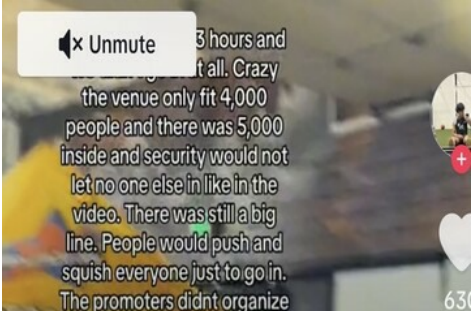 Unmute
3 hours and
at all. Crazy
the venue only fit 4,000
people and there was 5,000
inside and security would not
let no one else in like in the
video. There was still a big
line. People would push and
squish everyone just to go in.
The promoters didnt organize
630